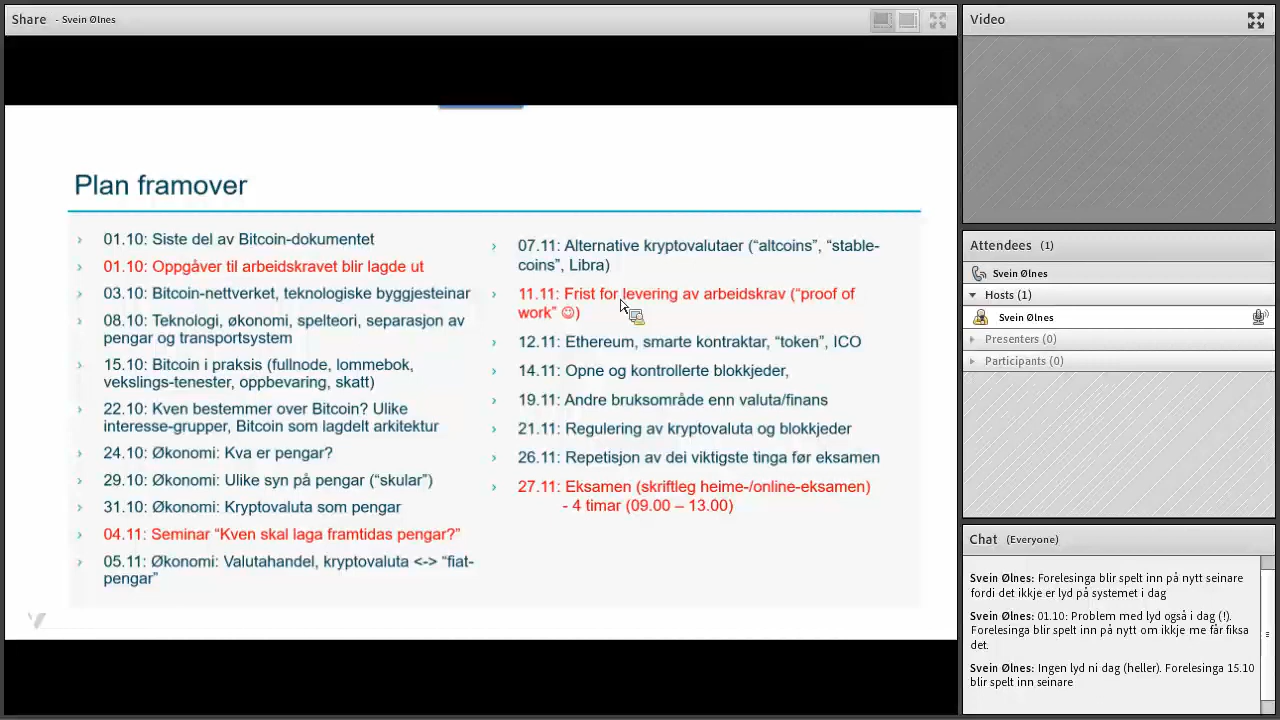 Share - Svein Ølnes
Plan framover
› 01.10: Siste del av Bitcoin-dokumentet
› 01.10: Oppgåver til arbeidskravet blir lagde ut
› 03.10: Bitcoin-nettverket, teknologiske byggjesteinar
› 08.10: Teknologi, økonomi, spelteori, separasjon av
pengar og transportsystem
› 15.10: Bitcoin i praksis (fullnode, lommebok,
vekslings-tenester, oppbevaring, skatt)
› 22.10: Kven bestemmer over Bitcoin? Ulike
interesse-grupper, Bitcoin som lagdelt arkitektur
› 24.10: Økonomi: Kva er pengar?
› 29.10: Økonomi: Ulike syn på pengar (“skular”)
› 31.10: Økonomi: Kryptovaluta som pengar
04.11: Seminar “Kven skal laga framtidas pengar?”
› 05.11: Økonomi: Valutahandel, kryptovaluta <-> “fiat-
pengar”
› 07.11: Alternative kryptovalutaer (“altcoins”, “stable-
coins”, Libra)
› 11.11: Frist for levering av arbeidskrav (“proof of
work” ☺)
› 12.11: Ethereum, smarte kontraktar, “token”, ICO
› 14.11: Opne og kontrollerte blokkjeder,
› 19.11: Andre bruksområde enn valuta/finans
› 21.11: Regulering av kryptovaluta og blokkjeder
› 26.11: Repetisjon av dei viktigste tinga før eksamen
› 27.11: Eksamen (skriftleg heime-/online-eksamen)
- 4 timar (09.00 – 13.00)
Video
Attendees (1)
Svein Ølnes
Hosts (1)
Svein Ølnes
Presenters (0)
Participants (0)
Chat (Everyone)
Svein Ølnes: Forelesinga blir spelt inn på nytt seinare
fordi det ikkje er lyd på systemet i dag
Svein Ølnes: 01.10: Problem med lyd også i dag (!).
Forelesinga blir spelt inn på nytt om ikkje me får fiksa
det.
Svein Ølnes: Ingen lyd ni dag (heller). Forelesinga 15.10
blir spelt inn seinare